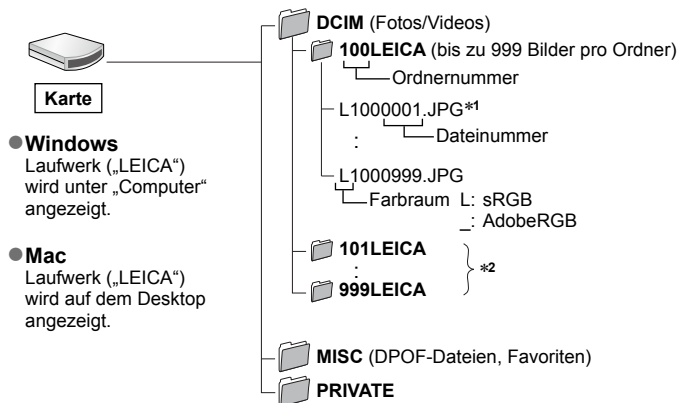 Karte
●Windows
Laufwerk („LEICA“)
wird unter „Computer“
angezeigt.
●Mac
Laufwerk („LEICA“)
wird auf dem Desktop
angezeigt.
DCIM (Fotos/Videos)
100LEICA (bis zu 999 Bilder pro Ordner)
Ordnernummer
L1000001.JPG*1
Dateinummer
:
L1000999.JPG
Farbraum L: sRGB
_: AdobeRGB
101LEICA
:
*2
999LEICA
MISC (DPOF-Dateien, Favoriten)
PRIVATE